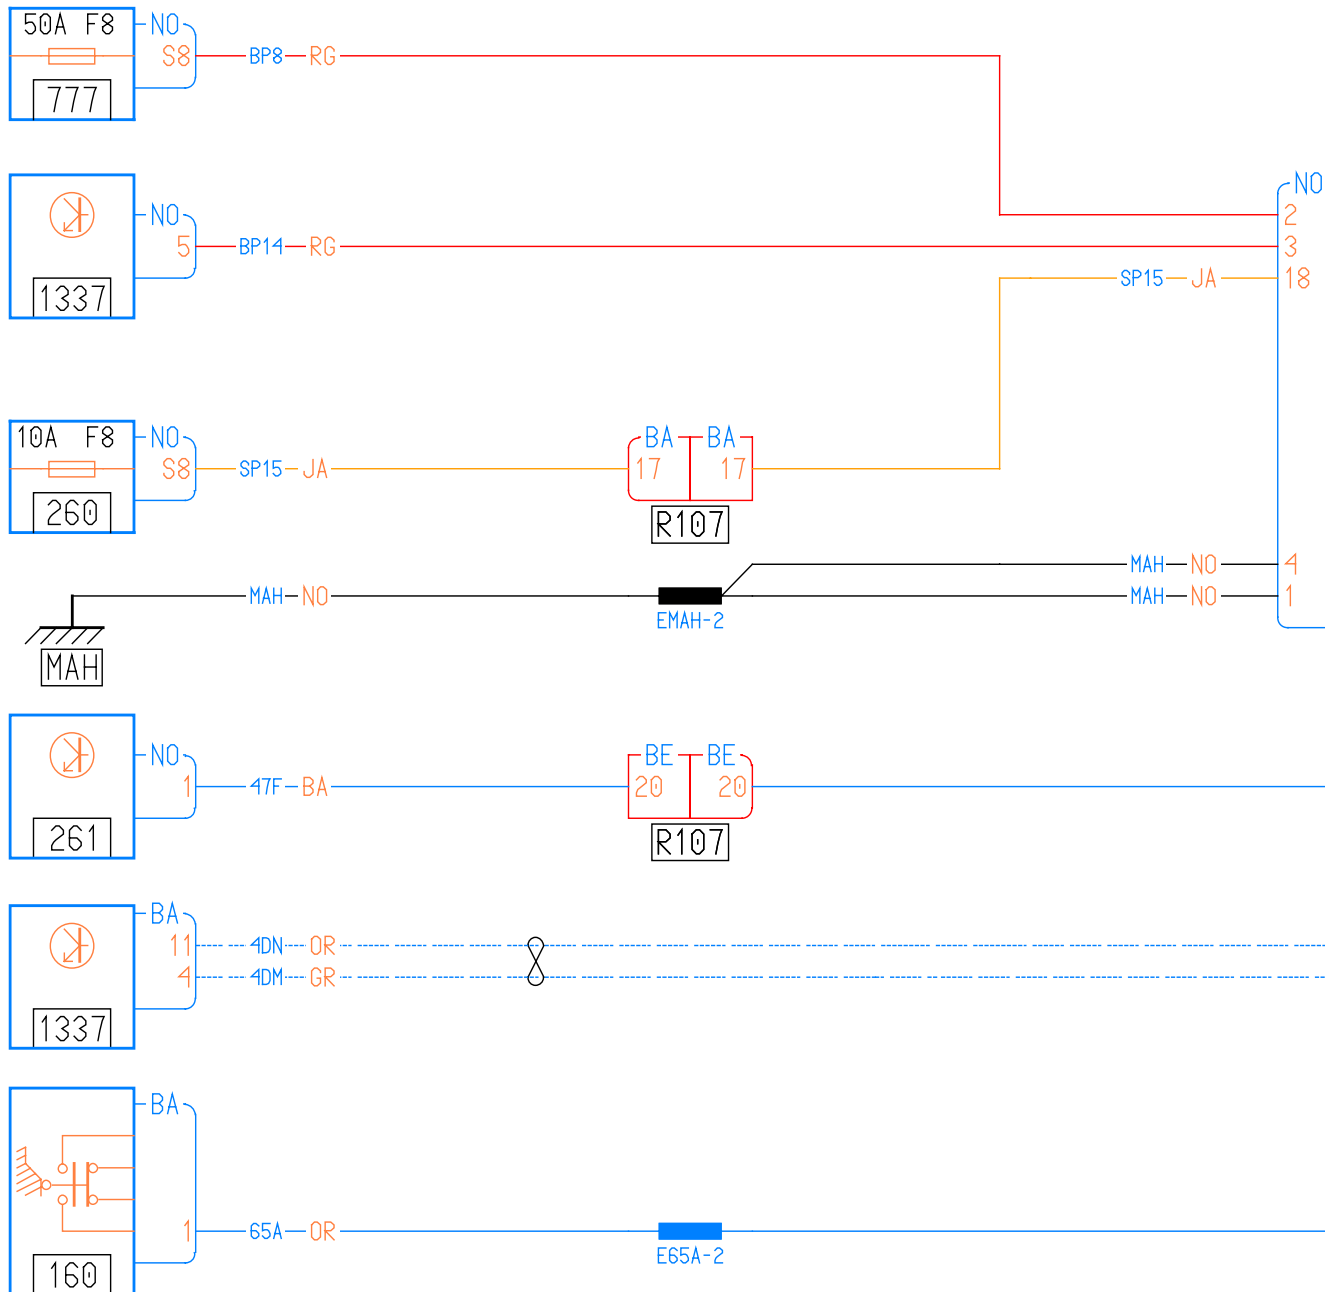 50A F8 NO
S8 BP8 RG
777
NO
2
NO
5 BP14 RG 3
SP15 JA 18
1337
10A F8 NO BA BA
S8 SP15 JA 17 17
260 R107
MAH NO 4
MAH NO MAH NO 1
EMAH-2
MAH
NO BE BE
1 47F BA 20 20
261 R107
BA
11 4DN OR
4 4DM GR
1337
BA
1 65A OR
E65A-2
160